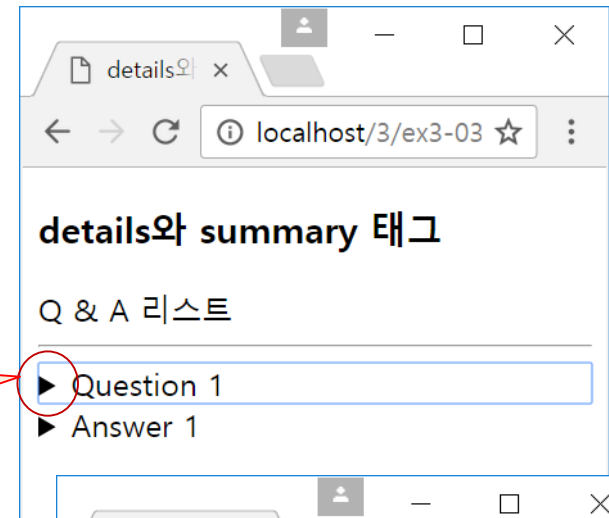 details와
localhost/3/ex3-03
details와 summary 태그
Q & A 리스트
Question 1
Answer 1